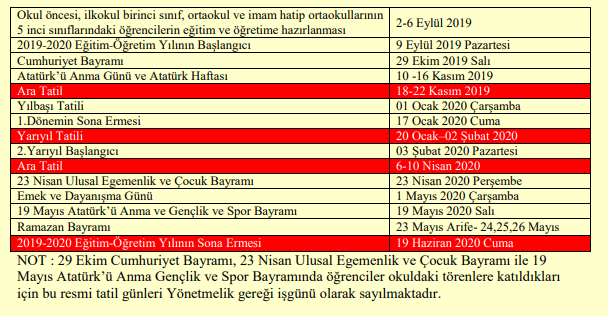 Okul öncesi, ilkokul birinci sınıf, ortaokul ve imam hatip ortaokullarının
5 inci sınıflarındaki öğrencilerin eğitim ve öğretime hazırlanması
2-6 Eylül 2019
2019-2020 Eğitim-Öğretim Yılının Başlangıcı 9 Eylül 2019 Pazartesi
Cumhuriyet Bayramı 29 Ekim 2019 Salı
Atatürk’ü Anma Günü ve Atatürk Haftası 10 -16 Kasım 2019
Ara Tatil 18-22 Kasım 2019
Yılbaşı Tatili 01 Ocak 2020 Çarşamba
1.Dönemin Sona Ermesi 17 Ocak 2020 Cuma
Yarıyıl Tatili 20 Ocak–02 Şubat 2020
2.Yarıyıl Başlangıcı 03 Şubat 2020 Pazartesi
Ara Tatil 6-10 Nisan 2020
23 Nisan Ulusal Egemenlik ve Çocuk Bayramı 23 Nisan 2020 Perşembe
Emek ve Dayanışma Günü 1 Mayıs 2020 Çarşamba
19 Mayıs Atatürk’ü Anma ve Gençlik ve Spor Bayramı 19 Mayıs 2020 Salı
Ramazan Bayramı 23 Mayıs Arife- 24,25,26 Mayıs
2019-2020 Eğitim-Öğretim Yılının Sona Ermesi 19 Haziran 2020 Cuma
NOT : 29 Ekim Cumhuriyet Bayramı, 23 Nisan Ulusal Egemenlik ve Çocuk Bayramı ile 19
Mayıs Atatürk’ü Anma Gençlik ve Spor Bayramında öğrenciler okuldaki törenlere katıldıkları
için bu resmi tatil günleri Yönetmelik gereği işgünü olarak sayılmaktadır.